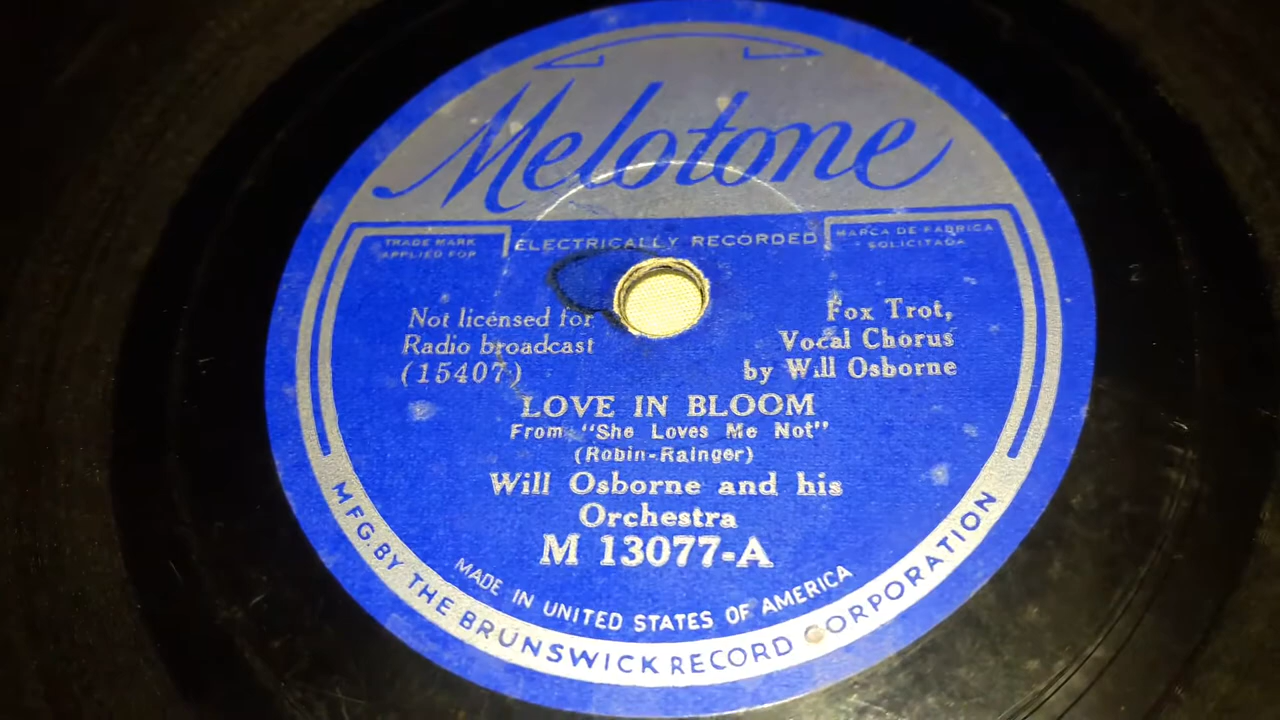 Melotone
TRADE MARK
APPLIED FOR
ELECTRICALLY RECORDED
MARCA DE FABRICA
SOLICITADA
Not licensed for
Radio broadcast
(15407)
Fox Trot,
Vocal Chorus
by Will Osborne
LOVE IN BLOOM
From "She Loves Me Not"
(Robin-Rainger)
Will Osborne and his
Orchestra
M 13077-A
MADE IN UNITED STATES OF AMERICA
MFG. BY THE BRUNSWICK RECORD CORPORATION